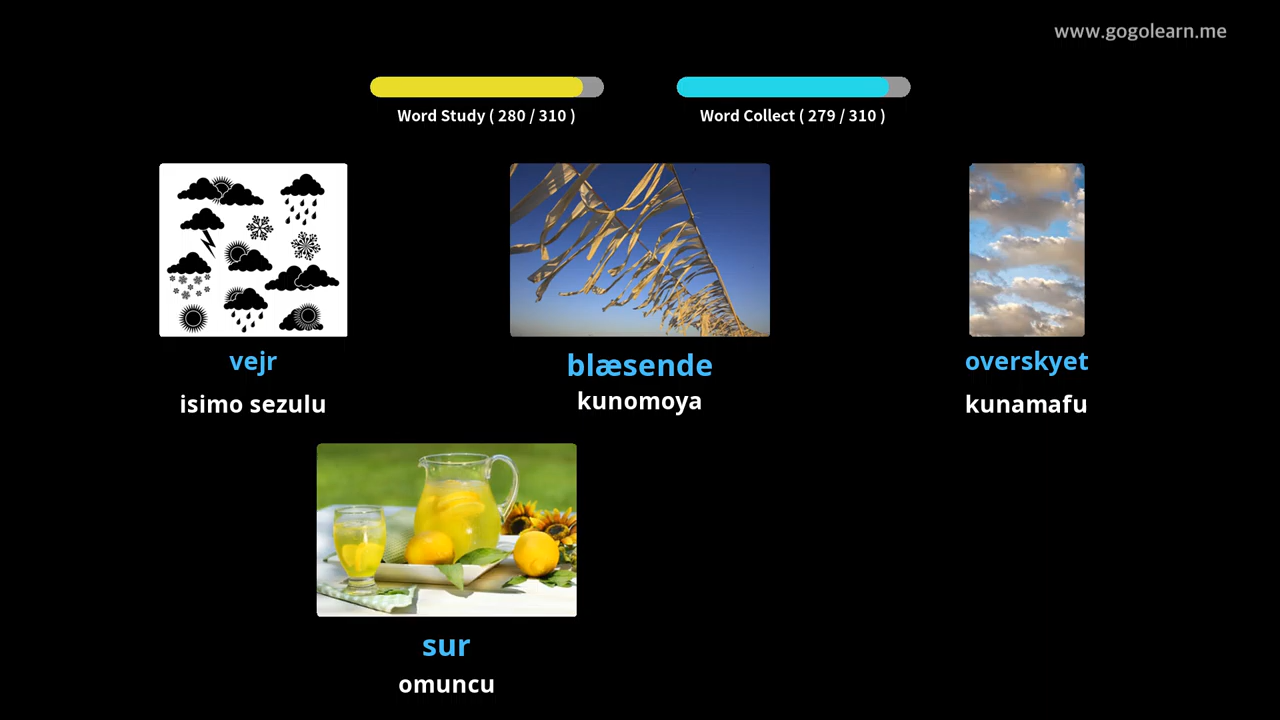 www.gogolearn.me
Word Study ( 280 / 310 )
Word Collect ( 279 / 310 )
vejr
isimo sezulu
blæsende
kunomoya
overskyet
kunamafu
sur
omuncu